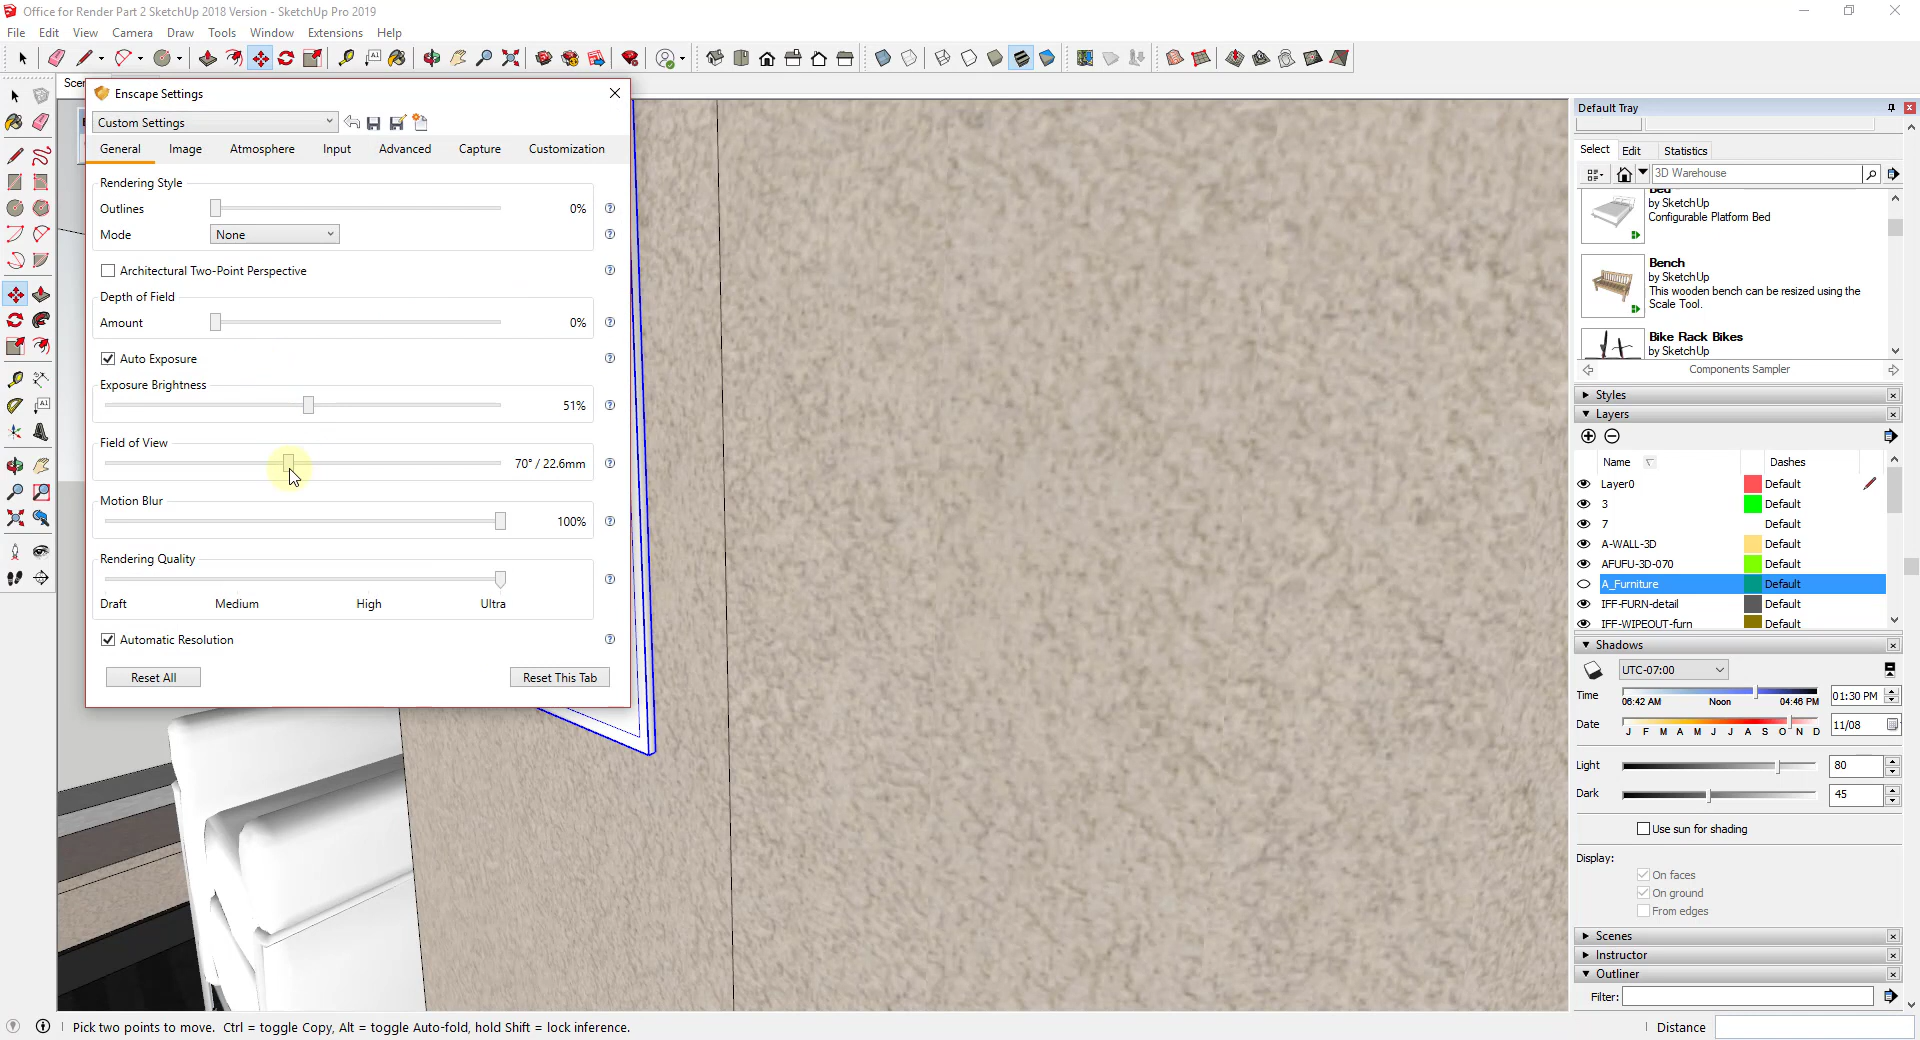 Office for Render Part 2 SketchUp 2018 Version - SketchUp Pro 2019
File Edit View Camera Draw Tools Window Extensions Help
Scen
Enscape Settings
Custom Settings
General Image Atmosphere Input Advanced Capture Customization
Rendering Style
Outlines 0%
Mode None
Architectural Two-Point Perspective
Depth of Field
Amount 0%
Auto Exposure
Exposure Brightness
51%
Field of View
70° / 22.6mm
Motion Blur
100%
Rendering Quality
Draft Medium High Ultra
Automatic Resolution
Reset All Reset This Tab
Default Tray
Select Edit Statistics
3D Warehouse
Bed
by SketchUp
Configurable Platform Bed
Bench
by SketchUp
This wooden bench can be resized using the
Scale Tool.
Bike Rack Bikes
by SketchUp
Components Sampler
Styles
Layers
Name Dashes
Layer0 Default
3 Default
7 Default
A-WALL-3D Default
AFUFU-3D-070 Default
A_Furniture Default
IFF-FURN-detail Default
IFF-WIPEOUT-furn Default
Shadows
UTC-07:00
Time 06:42 AM Noon 04:46 PM 01:30 PM
Date J F M A M J J A S O N D 11/08
Light 80
Dark 45
Use sun for shading
Display:
On faces
On ground
From edges
Scenes
Instructor
Outliner
Filter:
Pick two points to move. Ctrl = toggle Copy, Alt = toggle Auto-fold, hold Shift = lock inference.
Distance